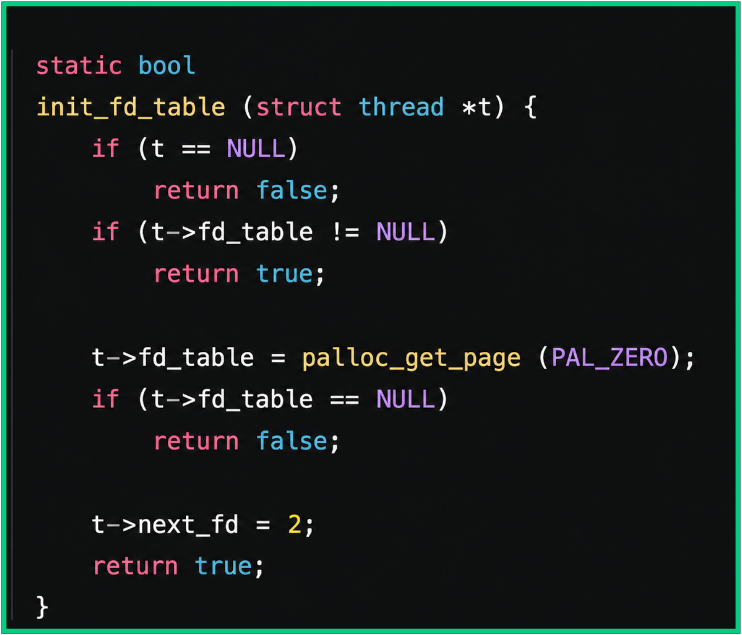 static bool
init_fd_table (struct thread *t) {
    if (t == NULL)
        return false;
    if (t->fd_table != NULL)
        return true;

    t->fd_table = palloc_get_page (PAL_ZERO);
    if (t->fd_table == NULL)
        return false;

    t->next_fd = 2;
    return true;
}